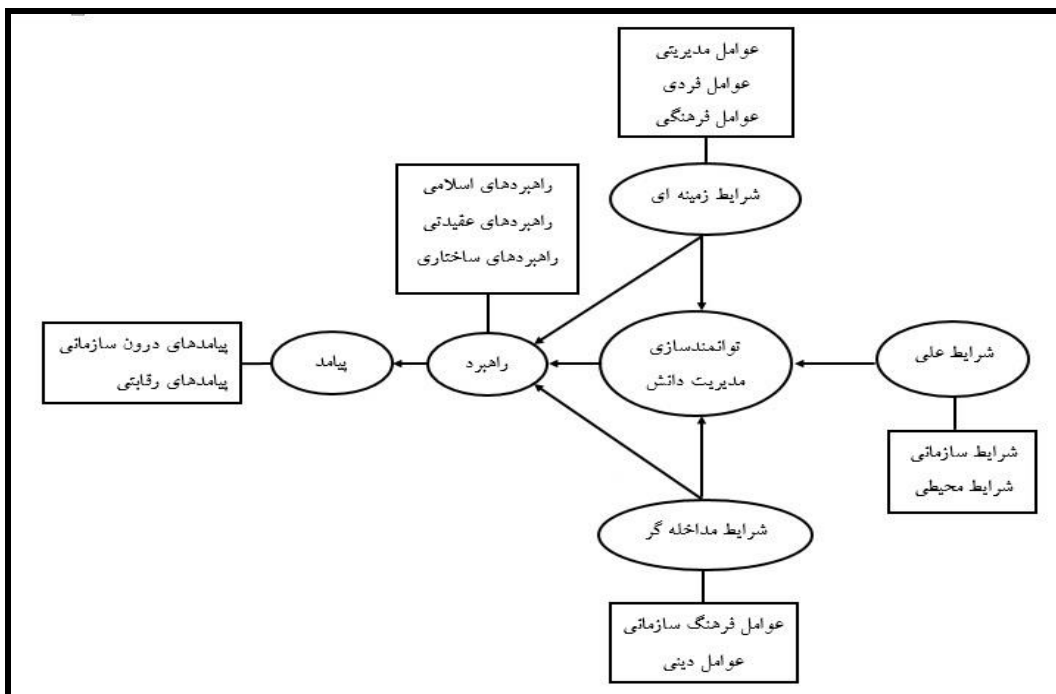 عوامل مدیریتی
عوامل فردی
عوامل فرهنگی
شرایط زمینه ای
راهبردهای اسلامی
راهبردهای عقیدتی
راهبردهای ساختاری
شرایط علی
توانمندسازی
مدیریت دانش
راهبرد
پیامد
پیامدهای درون سازمانی
پیامدهای رقابتی
شرایط سازمانی
شرایط محیطی
شرایط مداخله گر
عوامل فرهنگ سازمانی
عوامل دینی